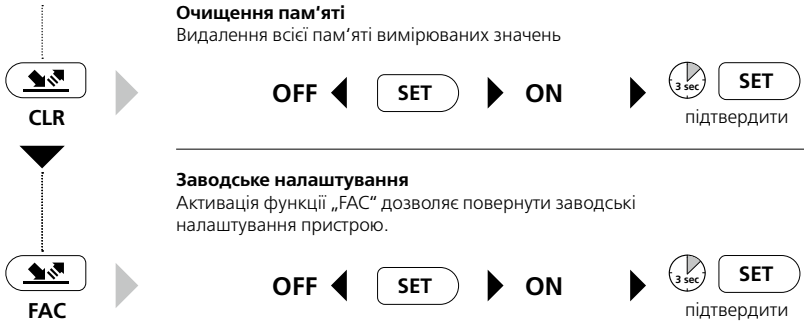 Очищення пам‘яті
Видалення всієї пам‘яті вимірюваних значень
OFF SET ON 3 sec SET
CLR
підтвердити
Заводське налаштування
Активація функції „FAC“ дозволяє повернути заводські
налаштування пристрою.
OFF SET ON 3 sec SET
FAC
підтвердити